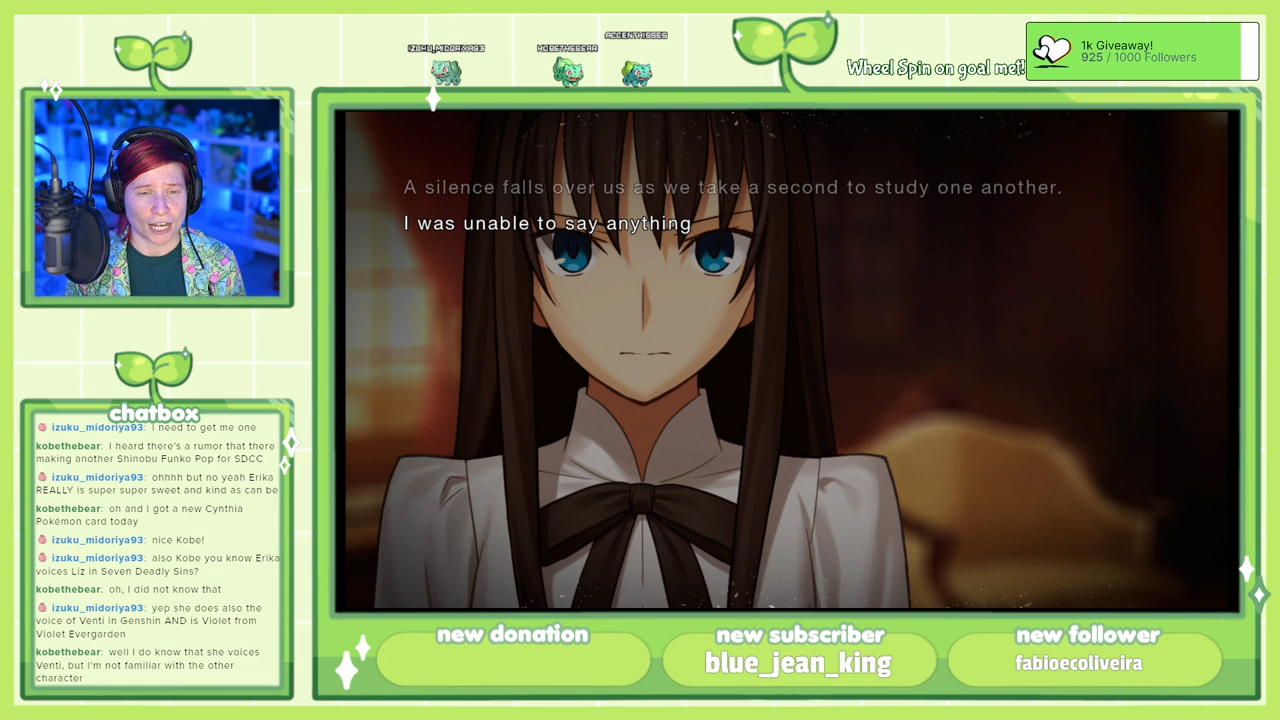 IZUKU_MIDORIYA93
KOBETHEBEAR
ACCENTKISSES
Wheel Spin on goal met!
1k Giveaway!
925 / 1000 Followers
A silence falls over us as we take a second to study one another.
I was unable to say anything
chatbox
izuku_midoriya93: I need to get me one
kobethebear: I heard there's a rumor that there
making another Shinobu Funko Pop for SDCC
izuku_midoriya93: ohhhh but no yeah Erika
REALLY is super super sweet and kind as can be
kobethebear: oh and I got a new Cynthia
Pokémon card today
izuku_midoriya93: nice Kobe!
izuku_midoriya93: also Kobe you know Erika
voices Liz in Seven Deadly Sins?
kobethebear: oh, I did not know that
izuku_midoriya93: yep she does also the
voice of Venti in Genshin AND is Violet from
Violet Evergarden
kobethebear: well I do know that she voices
Venti, but I'm not familiar with the other
character
new donation
new subscriber
blue_jean_king
new follower
fabioecoliveira